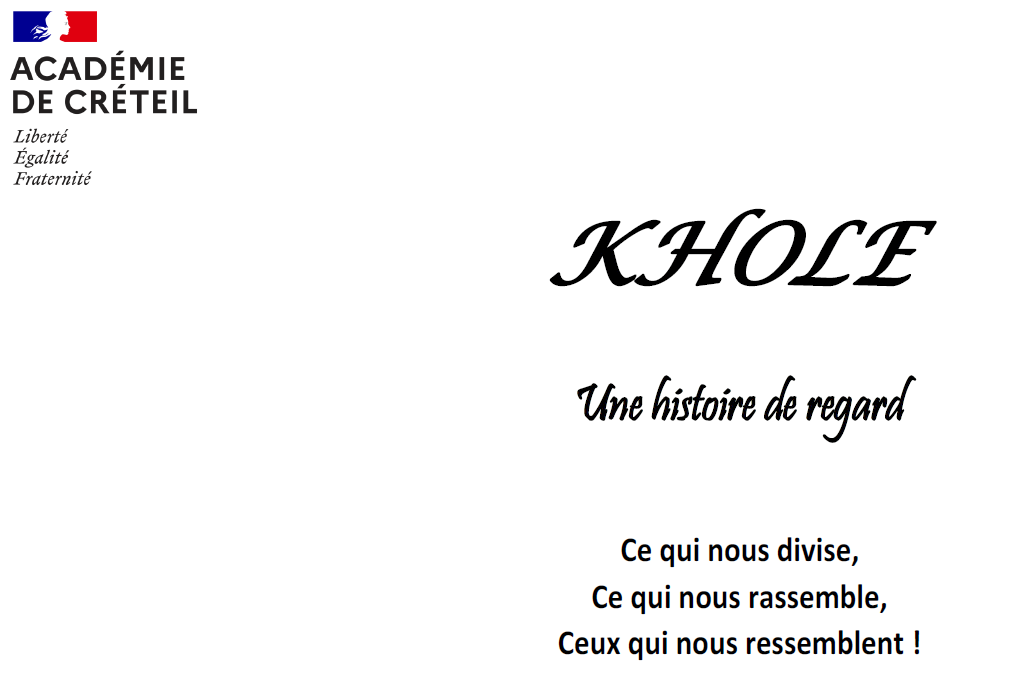 ACADÉMIE
DE CRÉTEIL
Liberté
Égalité
Fraternité
KHOLE
Une histoire de regard
Ce qui nous divise,
Ce qui nous rassemble,
Ceux qui nous ressemblent !